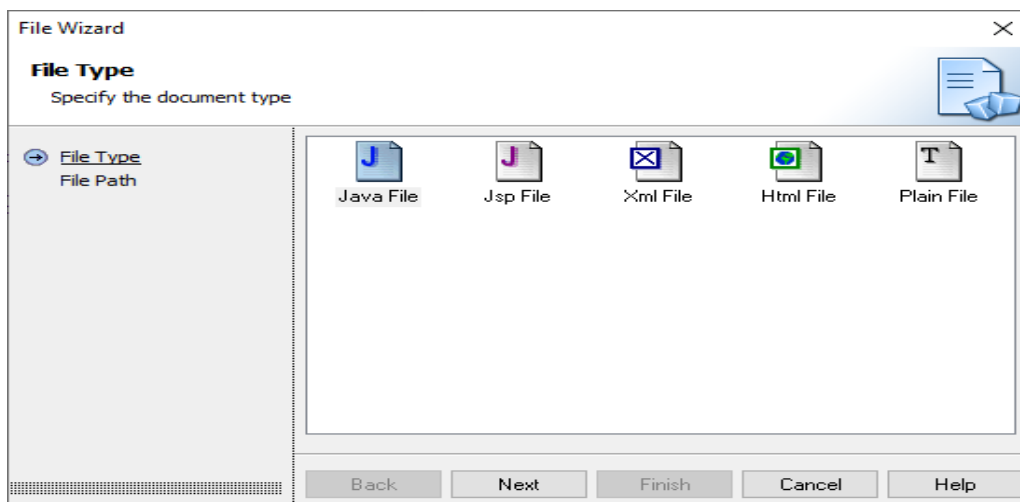 File Wizard
File Type
Specify the document type
File Type
File Path
Java File
Jsp File
Xml File
Html File
Plain File
Back
Next
Finish
Cancel
Help